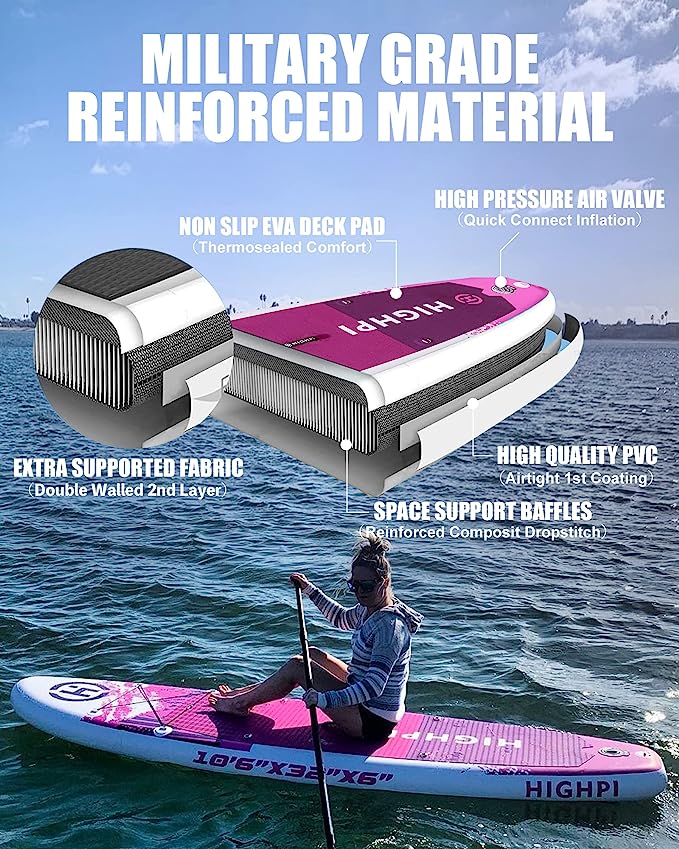 MILITARY GRADE
REINFORCED MATERIAL
HIGH PRESSURE AIR VALVE
(Quick Connect Inflation)
NON SLIP EVA DECK PAD
(Thermosealed Comfort)
HIGHPI
EXTRA SUPPORTED FABRIC
(Double Walled 2nd Layer)
HIGH QUALITY PVC
(Airtight 1st Coating)
SPACE SUPPORT BAFFLES
(Reinforced Composit Dropstitch)
HIGHPI
10'6"X32"X6"
HIGHPI